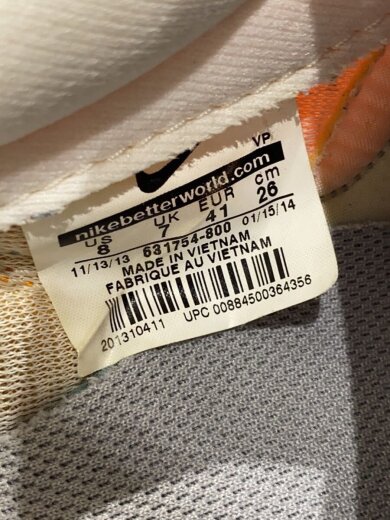 VP
nikebetterworld.com
US UK EUR cm
8 7 41 26
11/13/13 631754-800 01/15/14
MADE IN VIETNAM
FABRIQUE AU VIETNAM
201310411 UPC 00884500364356